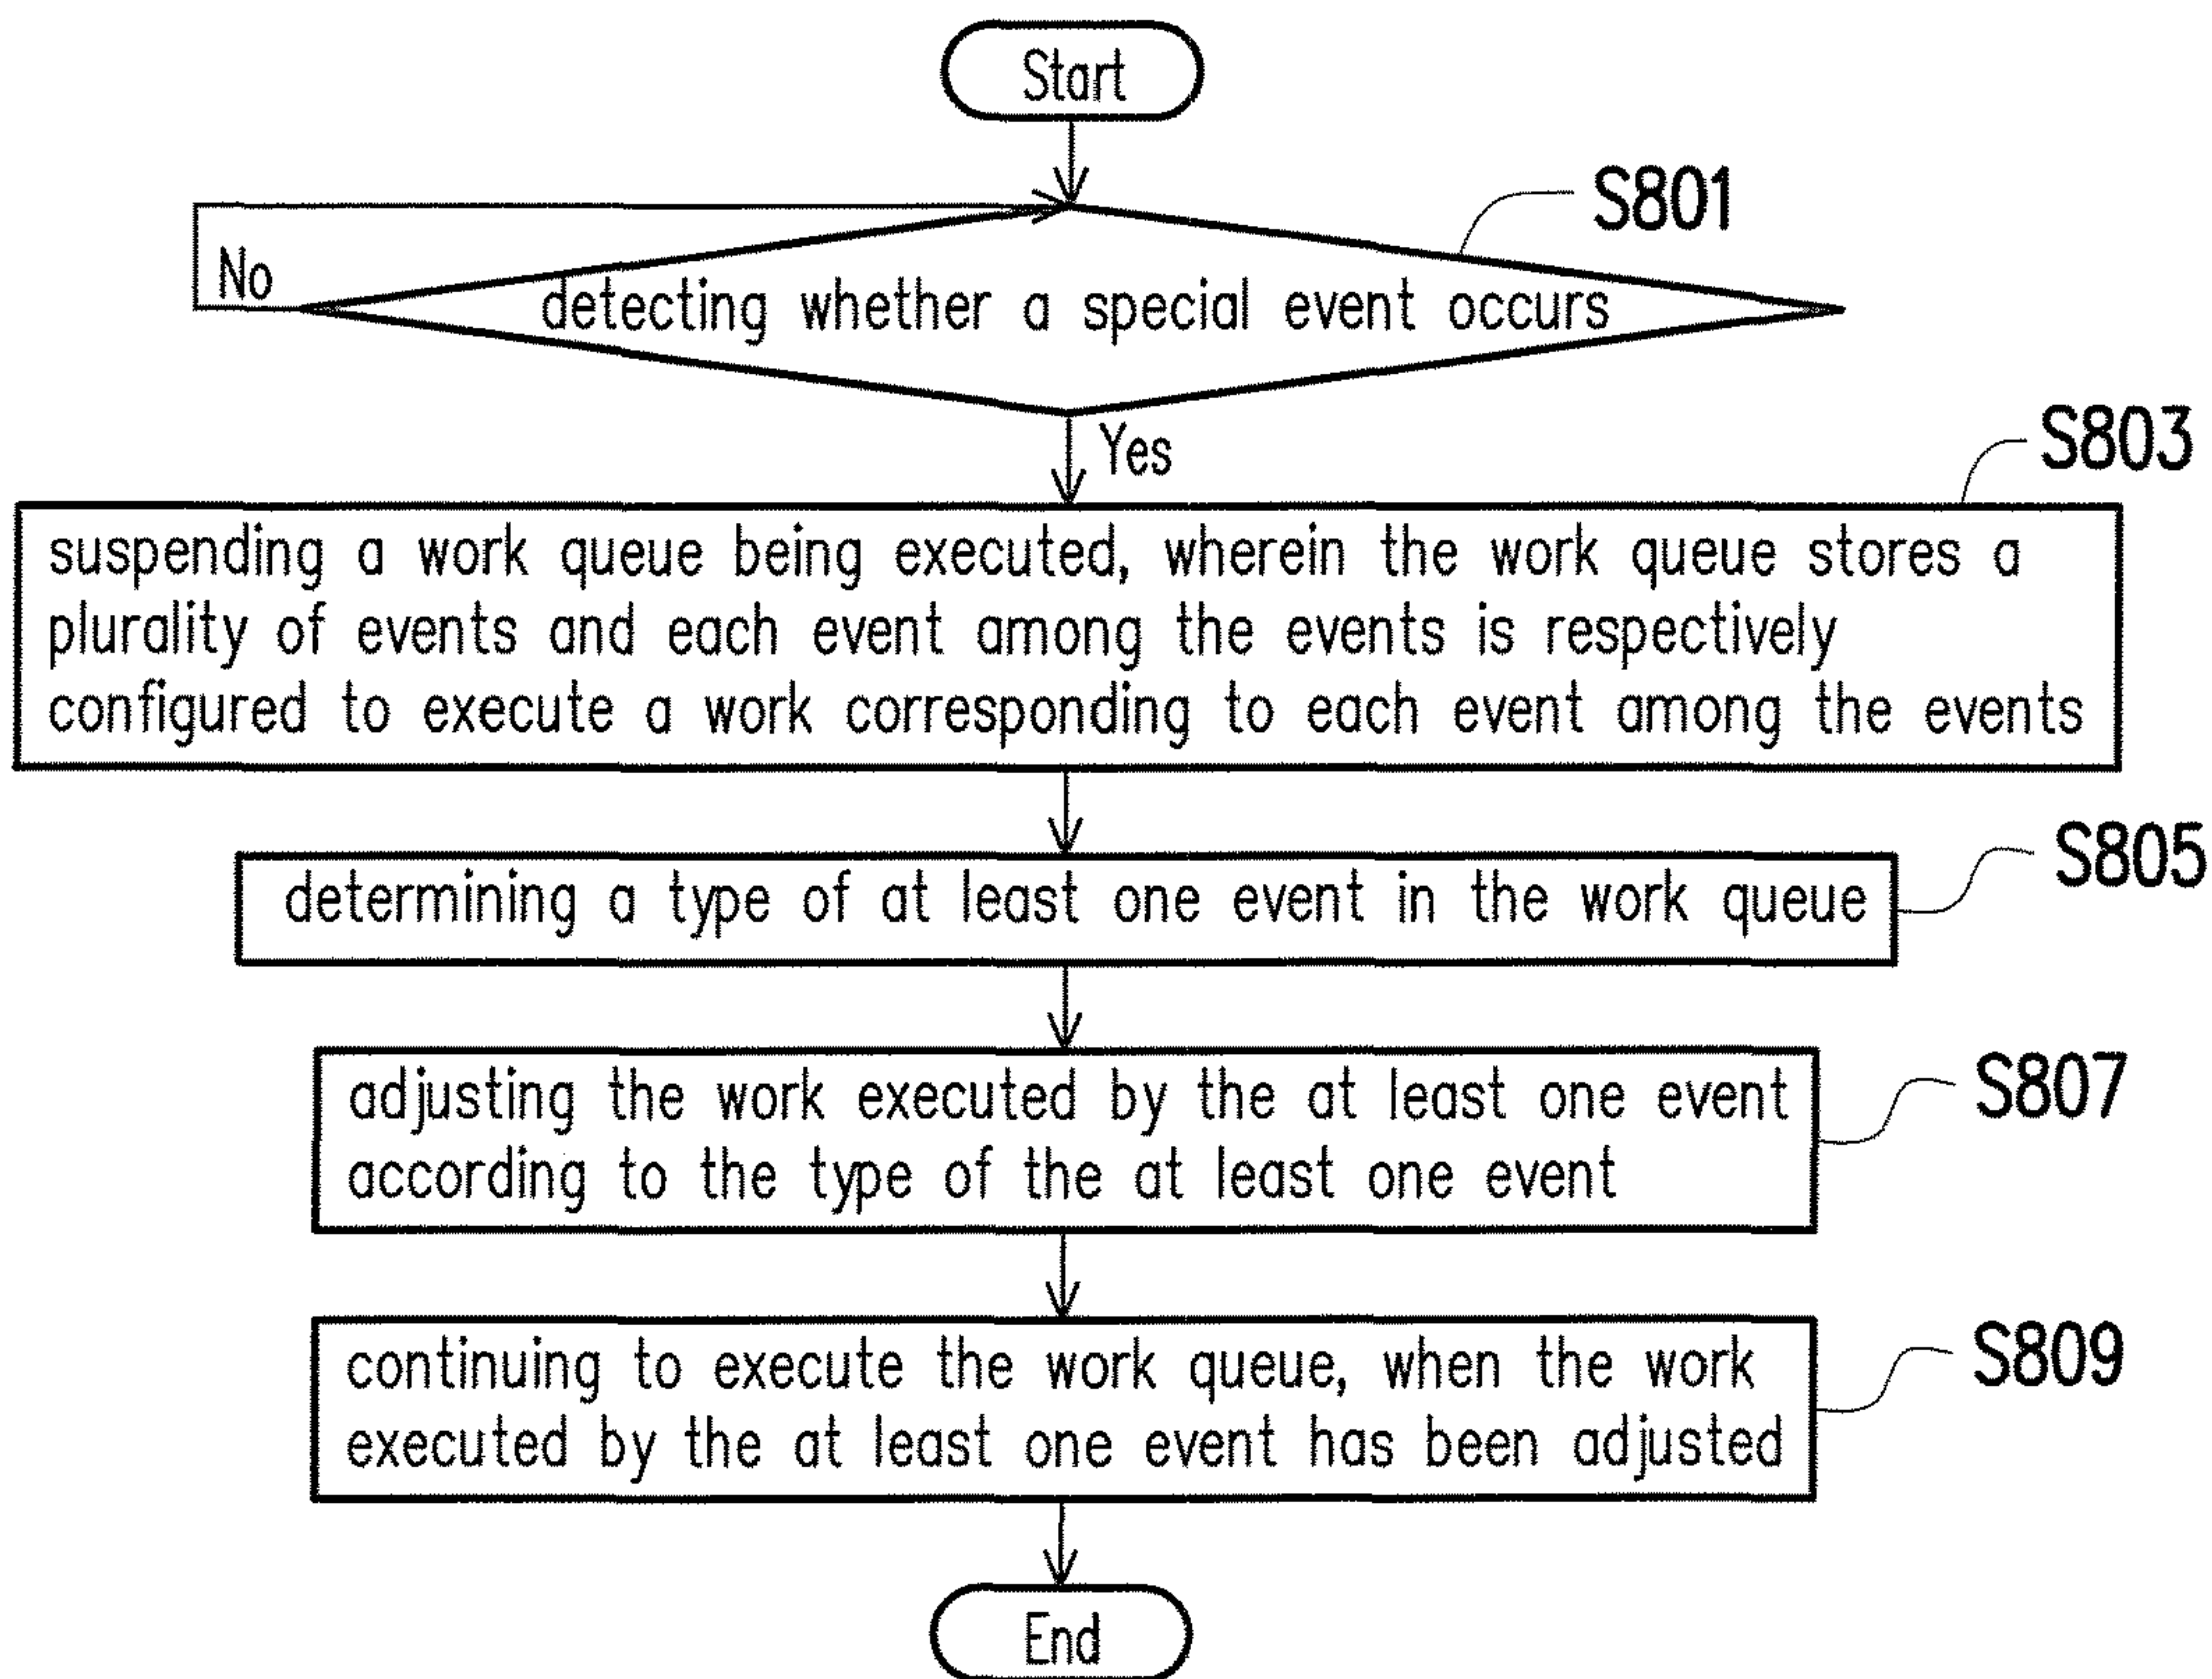 Start
S801
No
detecting whether a special event occurs
Yes
S803
suspending a work queue being executed, wherein the work queue stores a
plurality of events and each event among the events is respectively
configured to execute a work corresponding to each event among the events
S805
determining a type of at least one event in the work queue
S807
adjusting the work executed by the at least one event
according to the type of the at least one event
S809
continuing to execute the work queue, when the work
executed by the at least one event has been adjusted
End